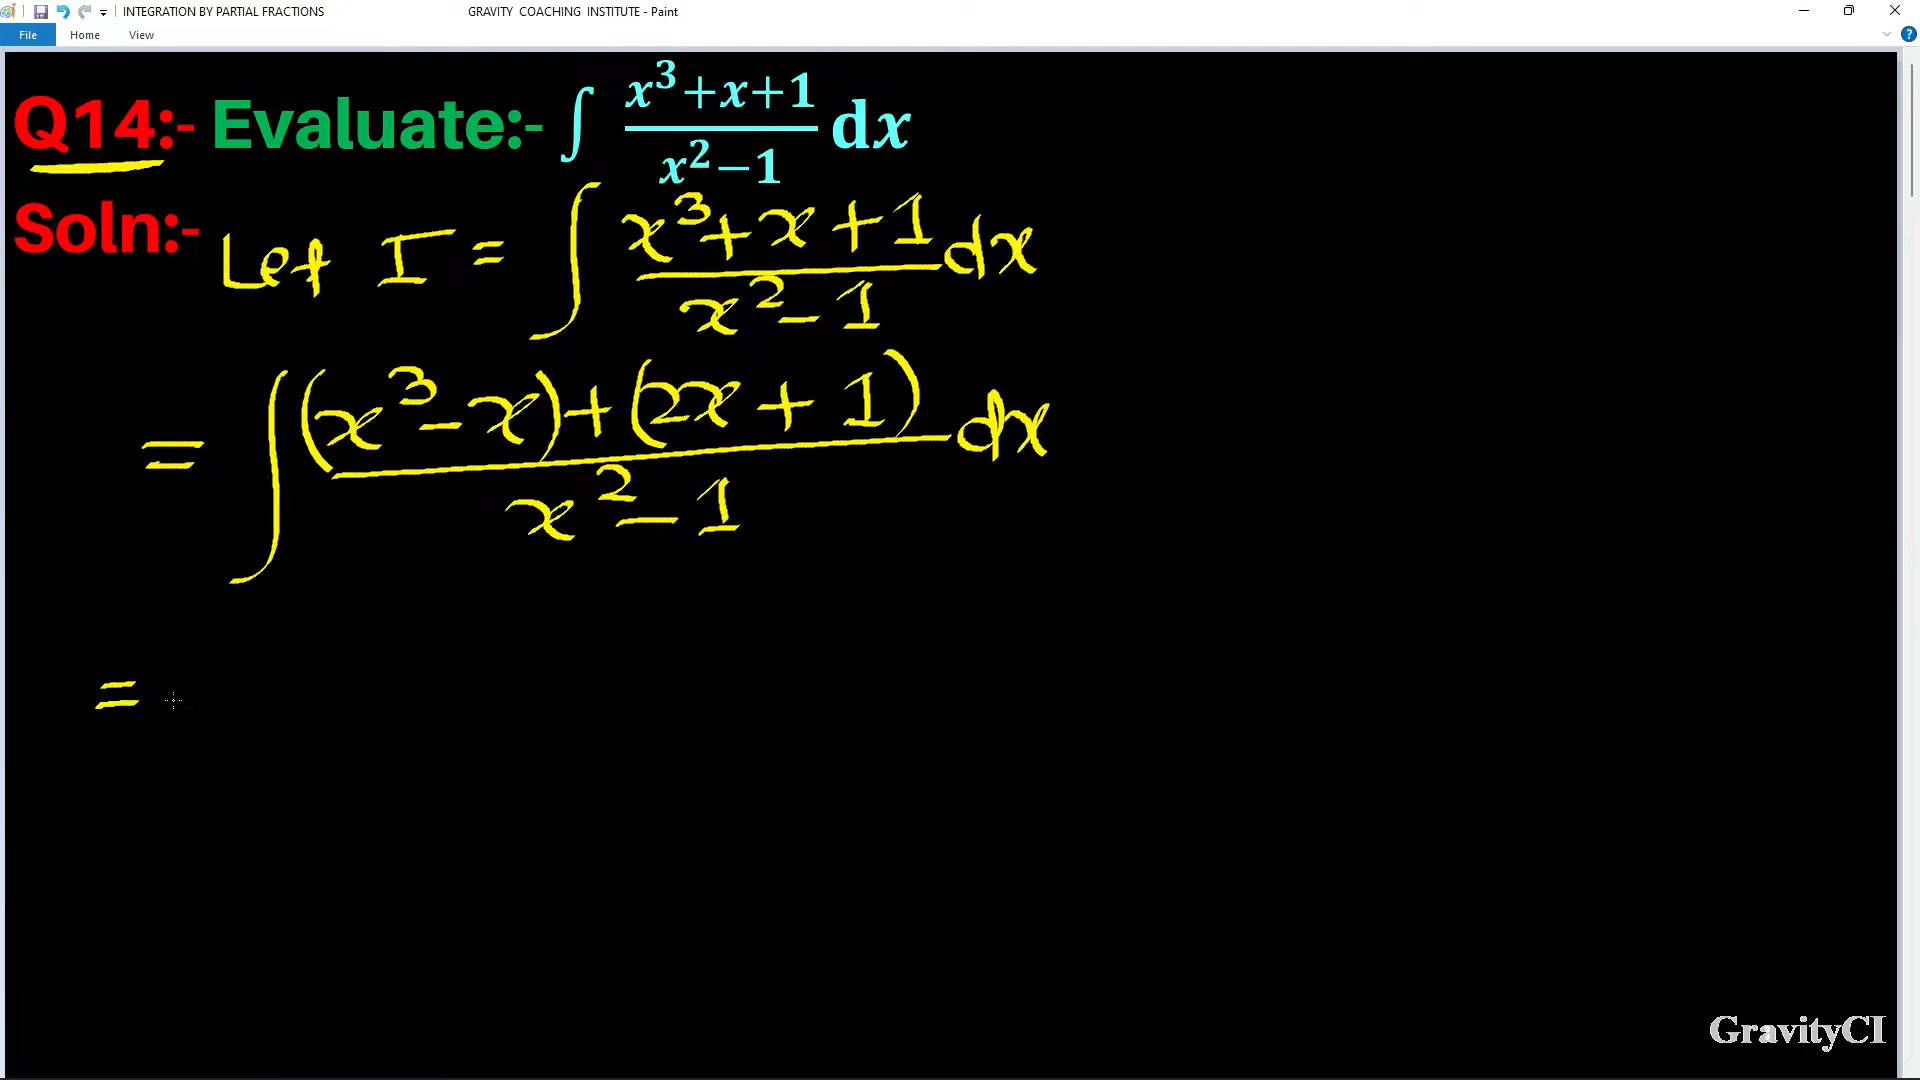 INTEGRATION BY PARTIAL FRACTIONS GRAVITY COACHING INSTITUTE - Paint
File Home View
Q14:- Evaluate:- ∫ (x³+x+1)/(x²−1) dx
Soln:- Let I = ∫ (x³+x+1)/(x²−1) dx
= ∫ ((x³−x)+(2x+1))/(x²−1) dx
=
GravityCI